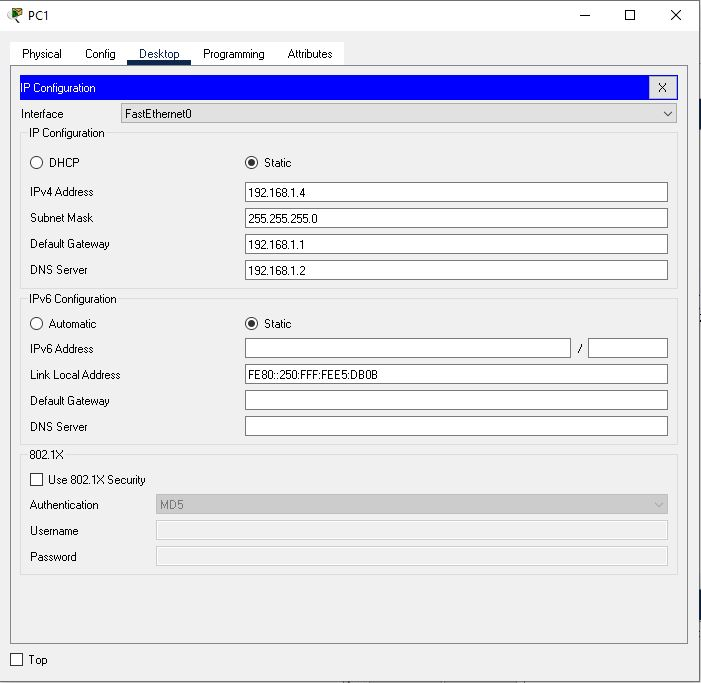 PC1
Physical Config Desktop Programming Attributes
IP Configuration X
Interface FastEthernet0
IP Configuration
DHCP Static
IPv4 Address 192.168.1.4
Subnet Mask 255.255.255.0
Default Gateway 192.168.1.1
DNS Server 192.168.1.2
IPv6 Configuration
Automatic Static
IPv6 Address /
Link Local Address FE80::250:FFF:FEE5:DB0B
Default Gateway
DNS Server
802.1X
Use 802.1X Security
Authentication MD5
Username
Password
Top